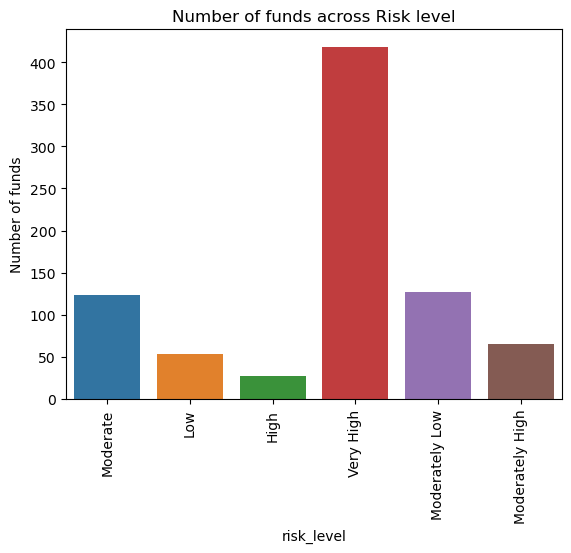 Number of funds across Risk level
Number of funds
400
350
300
250
200
150
100
50
0
Moderate
Low
High
Very High
Moderately Low
Moderately High
risk_level